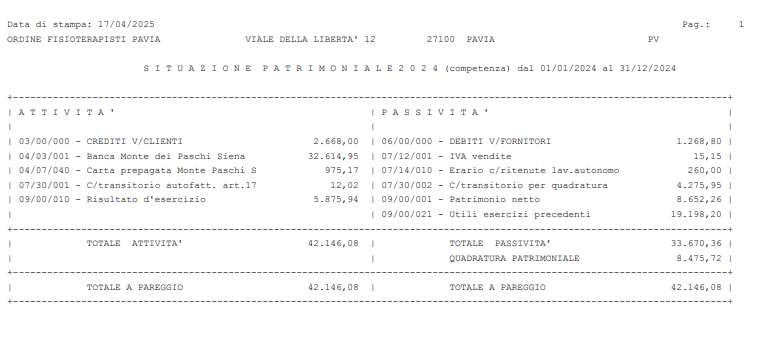 Data di stampa: 17/04/2025 Pag.: 1
ORDINE FISIOTERAPISTI PAVIA VIALE DELLA LIBERTA' 12 27100 PAVIA PV
S I T U A Z I O N E P A T R I M O N I A L E 2 0 2 4 (competenza) dal 01/01/2024 al 31/12/2024
A T T I V I T A ' P A S S I V I T A '
03/00/000 - CREDITI V/CLIENTI 2.668,00 06/00/000 - DEBITI V/FORNITORI 1.268,80
04/03/001 - Banca Monte dei Paschi Siena 32.614,95 07/12/001 - IVA vendite 15,15
04/07/040 - Carta prepagata Monte Paschi S 975,17 07/14/010 - Erario c/ritenute lav.autonomo 260,00
07/30/001 - C/transitorio autofatt. art.17 12,02 07/30/002 - C/transitorio per quadratura 4.275,95
09/00/010 - Risultato d'esercizio 5.875,94 09/00/001 - Patrimonio netto 8.652,26
09/00/021 - Utili esercizi precedenti 19.198,20
TOTALE ATTIVITA' 42.146,08 TOTALE PASSIVITA' 33.670,36
QUADRATURA PATRIMONIALE 8.475,72
TOTALE A PAREGGIO 42.146,08 TOTALE A PAREGGIO 42.146,08